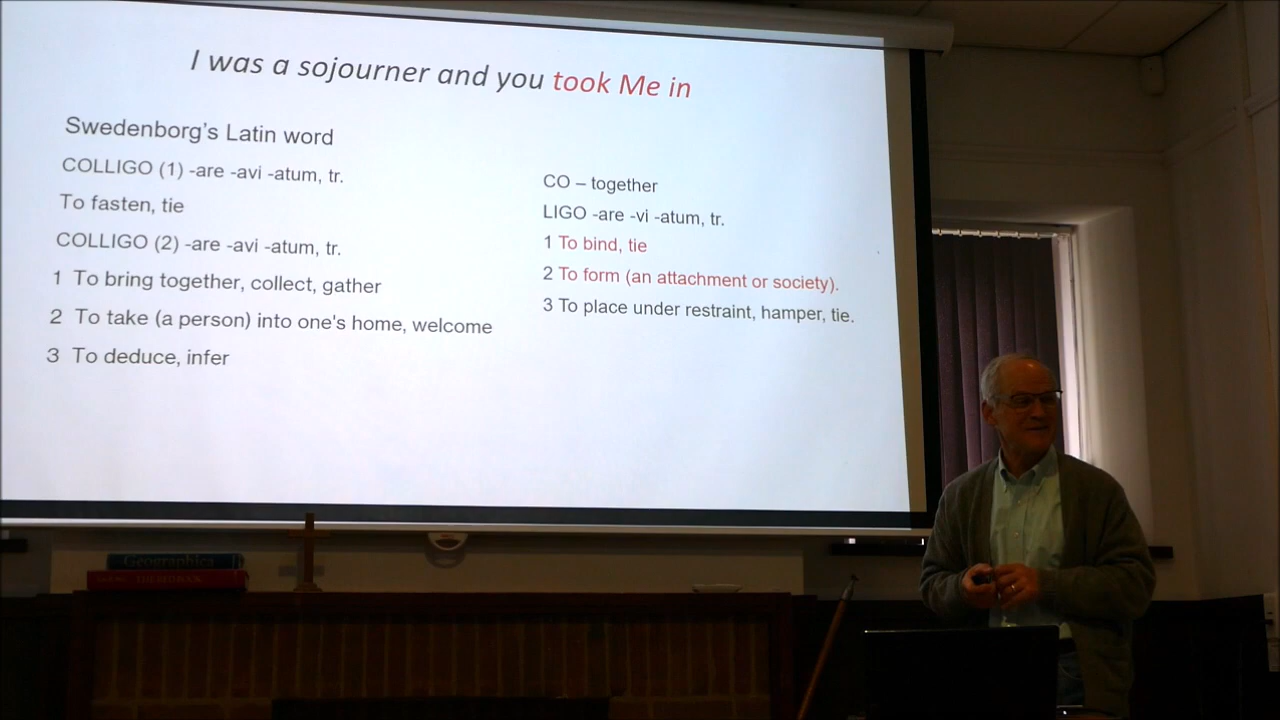 I was a sojourner and you took Me in
Swedenborg's Latin word
COLLIGO (1) -are -avi -atum, tr.
To fasten, tie
COLLIGO (2) -are -avi -atum, tr.
1 To bring together, collect, gather
2 To take (a person) into one's home, welcome
3 To deduce, infer
CO – together
LIGO -are -vi -atum, tr.
1 To bind, tie
2 To form (an attachment or society).
3 To place under restraint, hamper, tie.
Geographica